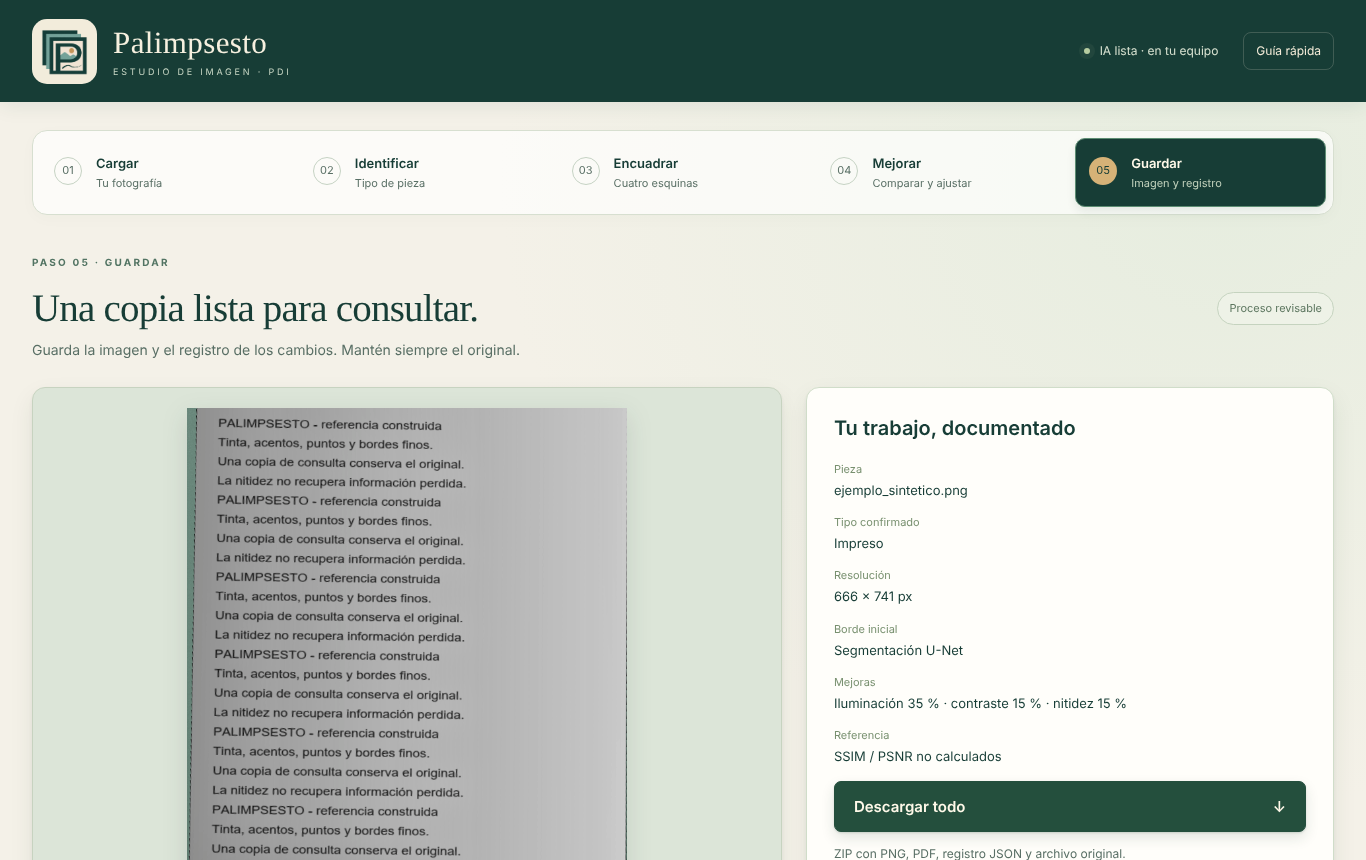 Palimpsesto
ESTUDIO DE IMAGEN · PDI
IA lista · en tu equipo
Guía rápida
01
Cargar
Tu fotografía
02
Identificar
Tipo de pieza
03
Encuadrar
Cuatro esquinas
04
Mejorar
Comparar y ajustar
05
Guardar
Imagen y registro
PASO 05 · GUARDAR
Una copia lista para consultar.
Guarda la imagen y el registro de los cambios. Mantén siempre el original.
Proceso revisable
PALIMPSESTO - referencia construida
Tinta, acentos, puntos y bordes finos.
Una copia de consulta conserva el original.
La nitidez no recupera información perdida.
PALIMPSESTO - referencia construida
Tinta, acentos, puntos y bordes finos.
Una copia de consulta conserva el original.
La nitidez no recupera información perdida.
PALIMPSESTO - referencia construida
Tinta, acentos, puntos y bordes finos.
Una copia de consulta conserva el original.
La nitidez no recupera información perdida.
PALIMPSESTO - referencia construida
Tinta, acentos, puntos y bordes finos.
Una copia de consulta conserva el original.
La nitidez no recupera información perdida.
PALIMPSESTO - referencia construida
Tinta, acentos, puntos y bordes finos.
Una copia de consulta conserva el original.
La nitidez no recupera información perdida.
PALIMPSESTO - referencia construida
Tinta, acentos, puntos y bordes finos.
Una copia de consulta conserva el original.
Tu trabajo, documentado
Pieza
ejemplo_sintetico.png
Tipo confirmado
Impreso
Resolución
666 × 741 px
Borde inicial
Segmentación U-Net
Mejoras
Iluminación 35 % · contraste 15 % · nitidez 15 %
Referencia
SSIM / PSNR no calculados
Descargar todo ↓
ZIP con PNG, PDF, registro JSON y archivo original.